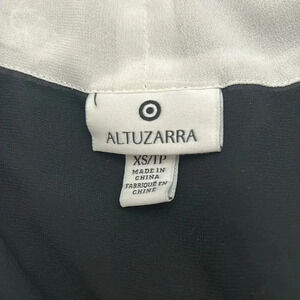 ALTUZARRA
XS/TP
MADE IN
CHINA
FABRIQUÉ EN
CHINE